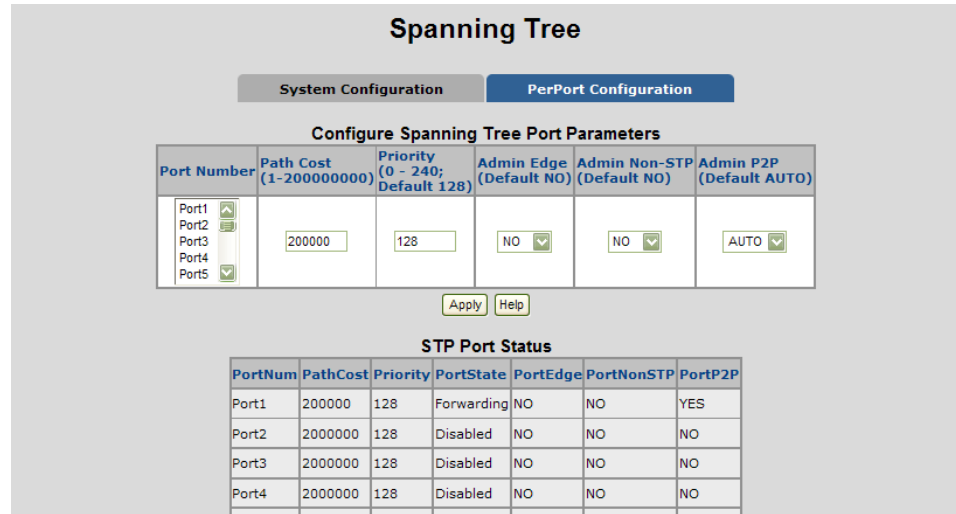 Spanning Tree
System Configuration PerPort Configuration
Configure Spanning Tree Port Parameters
Port Number Path Cost (1-200000000) Priority (0 - 240; Default 128) Admin Edge (Default NO) Admin Non-STP (Default NO) Admin P2P (Default AUTO)
Port1
Port2
Port3
Port4
Port5
200000 128 NO NO AUTO
Apply Help
STP Port Status
PortNum PathCost Priority PortState PortEdge PortNonSTP PortP2P
Port1 200000 128 Forwarding NO NO YES
Port2 2000000 128 Disabled NO NO NO
Port3 2000000 128 Disabled NO NO NO
Port4 2000000 128 Disabled NO NO NO